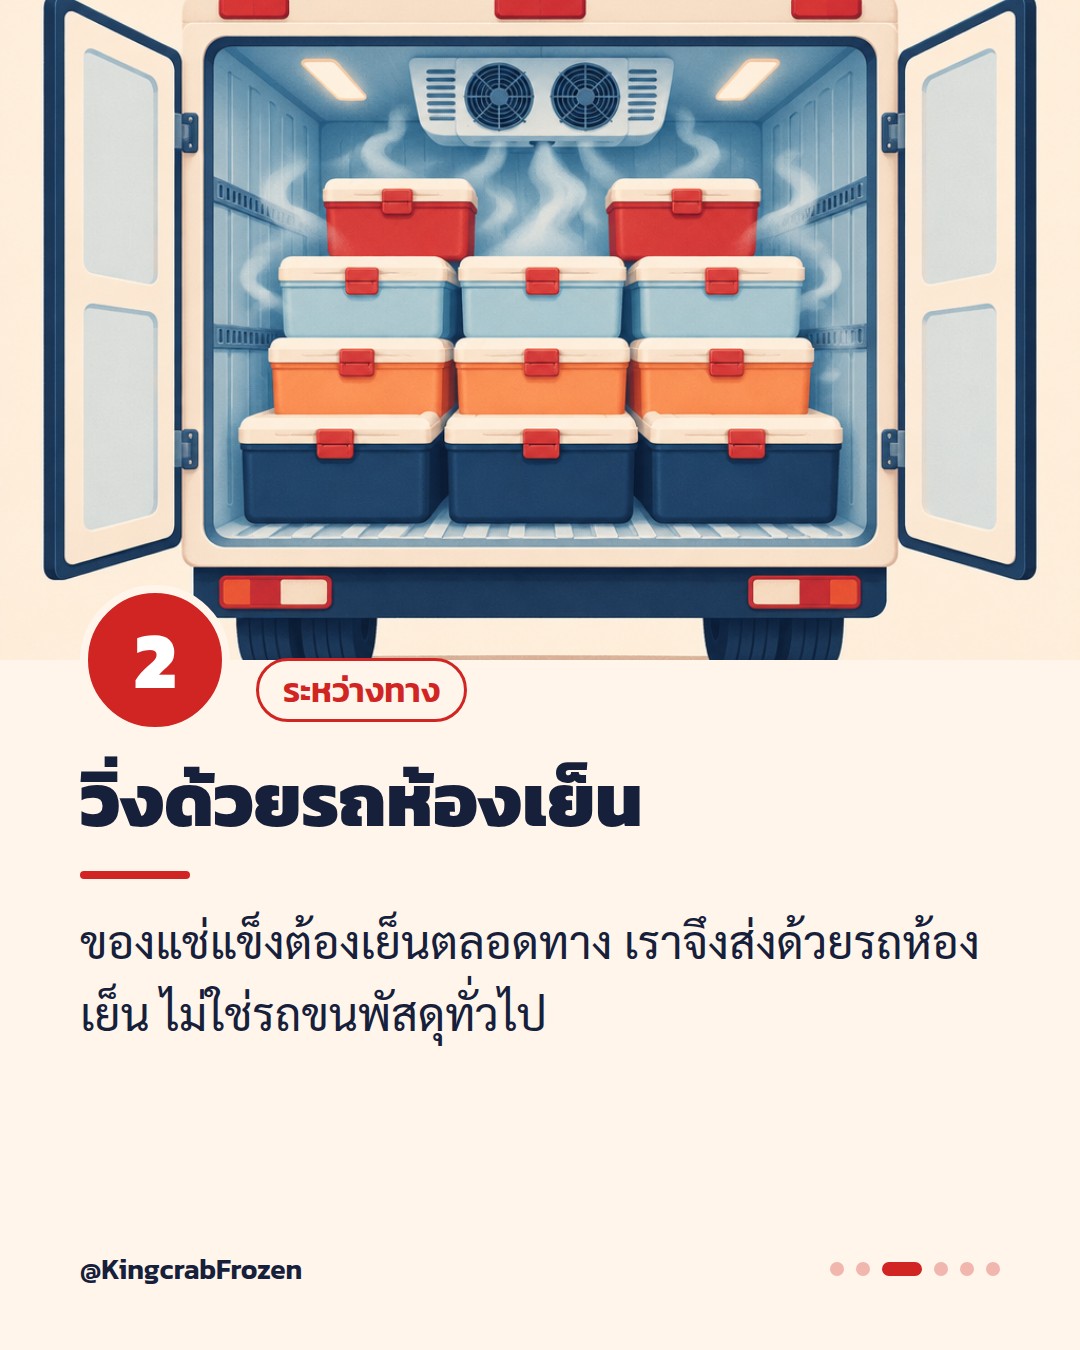 2
ระหว่างทาง
วิ่งด้วยรถห้องเย็น
ของแช่แข็งต้องเย็นตลอดทาง เราจึงส่งด้วยรถห้อง
เย็น ไม่ใช่รถขนพัสดุทั่วไป
@KingcrabFrozen